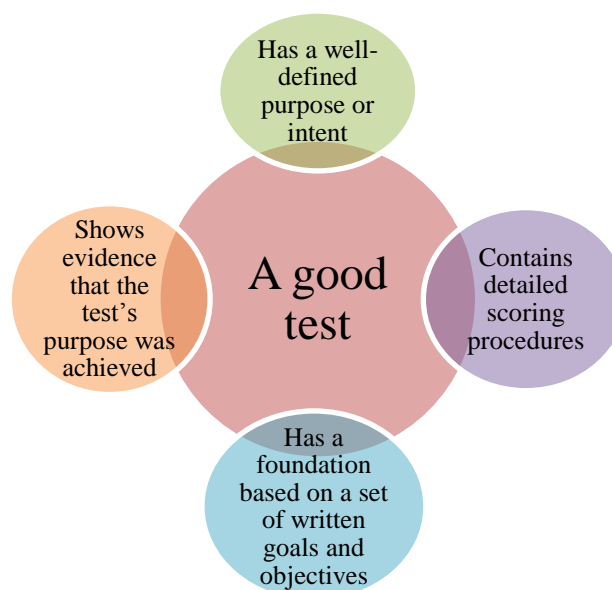 Has a well-
defined
purpose or
intent
Shows
evidence
that the
test’s
purpose was
achieved
A good
test
Contains
detailed
scoring
procedures
Has a
foundation
based on a set
of written
goals and
objectives